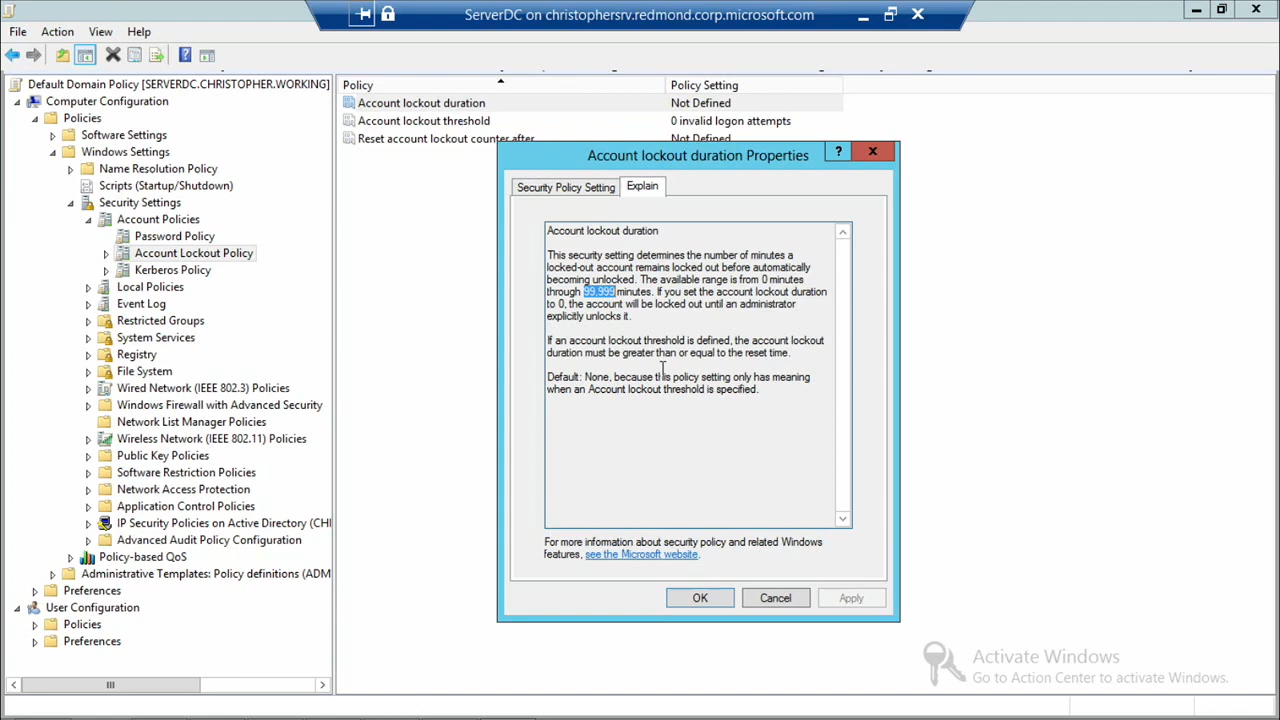 ServerDC on christophersrv.redmond.corp.microsoft.com
File Action View Help
Default Domain Policy [SERVERDC.CHRISTOPHER.WORKING]
Computer Configuration
Policies
Software Settings
Windows Settings
Name Resolution Policy
Scripts (Startup/Shutdown)
Security Settings
Account Policies
Password Policy
Account Lockout Policy
Kerberos Policy
Local Policies
Event Log
Restricted Groups
System Services
Registry
File System
Wired Network (IEEE 802.3) Policies
Windows Firewall with Advanced Security
Network List Manager Policies
Wireless Network (IEEE 802.11) Policies
Public Key Policies
Software Restriction Policies
Network Access Protection
Application Control Policies
IP Security Policies on Active Directory (CHI
Advanced Audit Policy Configuration
Policy-based QoS
Administrative Templates: Policy definitions (ADM
Preferences
User Configuration
Policies
Preferences
Policy Policy Setting
Account lockout duration Not Defined
Account lockout threshold 0 invalid logon attempts
Reset account lockout counter after Not Defined
Account lockout duration Properties
Security Policy Setting Explain
Account lockout duration
This security setting determines the number of minutes a
locked-out account remains locked out before automatically
becoming unlocked. The available range is from 0 minutes
through 99,999 minutes. If you set the account lockout duration
to 0, the account will be locked out until an administrator
explicitly unlocks it.
If an account lockout threshold is defined, the account lockout
duration must be greater than or equal to the reset time.
Default: None, because this policy setting only has meaning
when an Account lockout threshold is specified.
For more information about security policy and related Windows
features, see the Microsoft website.
OK Cancel Apply
Activate Windows
Go to Action Center to activate Windows.